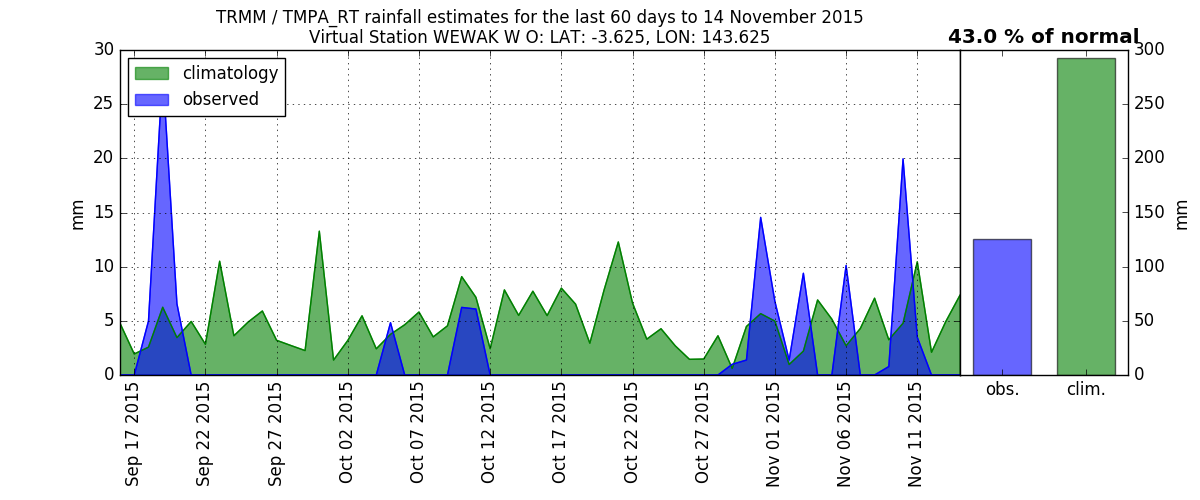 TRMM / TMPA_RT rainfall estimates for the last 60 days to 14 November 2015
Virtual Station WEWAK W O: LAT: -3.625, LON: 143.625
43.0 % of normal
climatology
observed
30
25
20
15
10
5
0
mm
300
250
200
150
100
50
0
mm
Sep 17 2015
Sep 22 2015
Sep 27 2015
Oct 02 2015
Oct 07 2015
Oct 12 2015
Oct 17 2015
Oct 22 2015
Oct 27 2015
Nov 01 2015
Nov 06 2015
Nov 11 2015
obs.
clim.